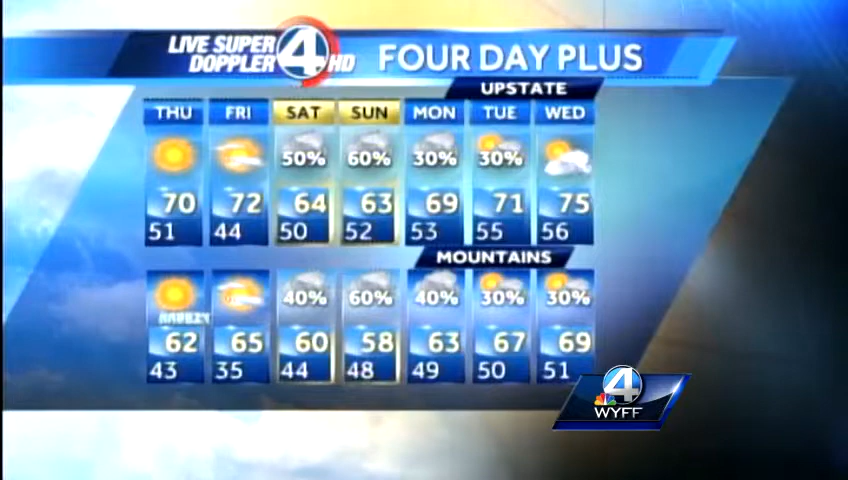 LIVE SUPER DOPPLER 4 HD
FOUR DAY PLUS
UPSTATE
THU FRI SAT SUN MON TUE WED
50% 60% 30% 30%
70 72 64 63 69 71 75
51 44 50 52 53 55 56
MOUNTAINS
40% 60% 40% 30% 30%
BREEZY
62 65 60 58 63 67 69
43 35 44 48 49 50 51
4
WYFF